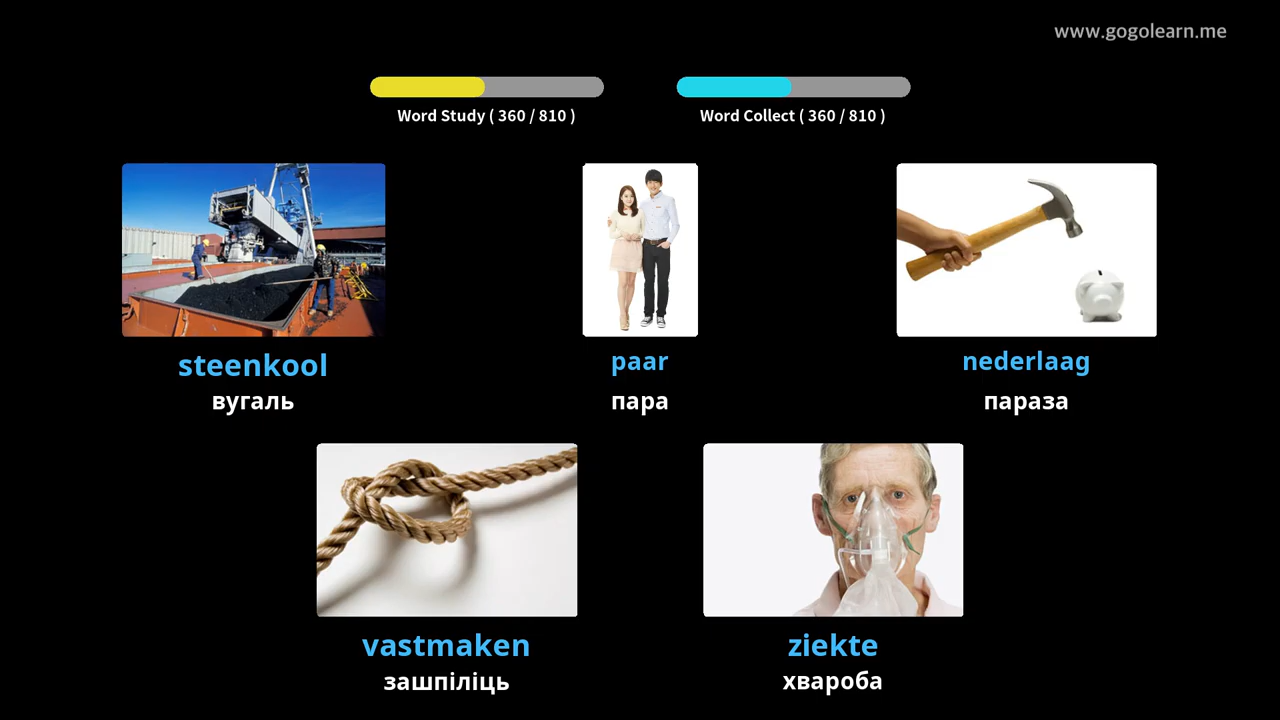 www.gogolearn.me
Word Study ( 360 / 810 )
Word Collect ( 360 / 810 )
steenkool
вугаль
paar
пара
nederlaag
параза
vastmaken
зашпіліць
ziekte
хвароба